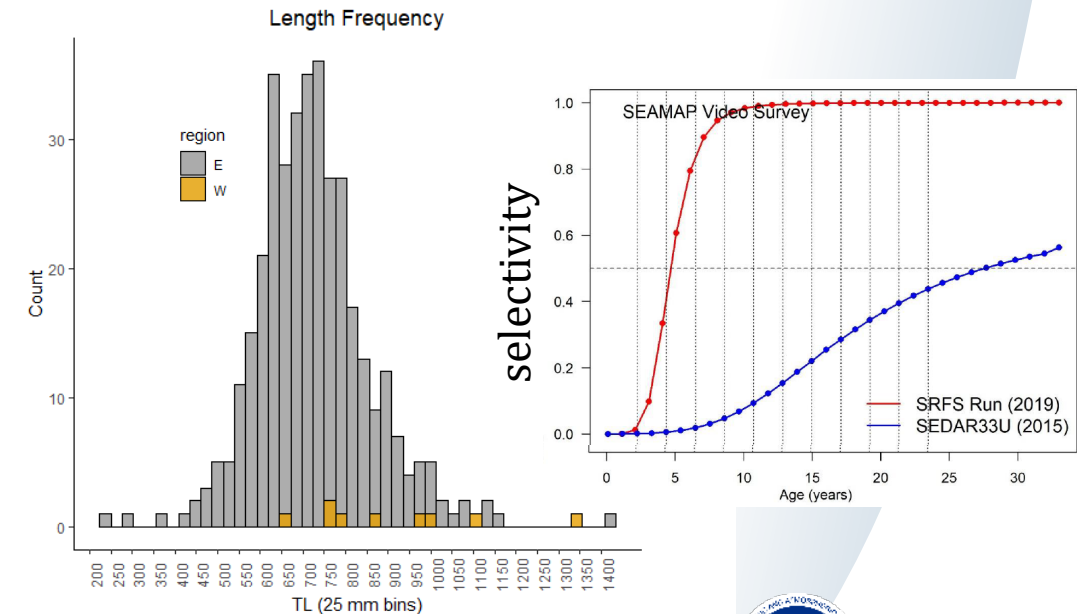 Length Frequency
region
E
W
Count
30
20
10
0
200 250 300 350 400 450 500 550 600 650 700 750 800 850 900 950 1000 1050 1100 1150 1200 1250 1300 1350 1400
TL (25 mm bins)
selectivity
SEAMAP Video Survey
1.0
0.8
0.6
0.4
0.2
0.0
SRFS Run (2019)
SEDAR33U (2015)
0 5 10 15 20 25 30
Age (years)